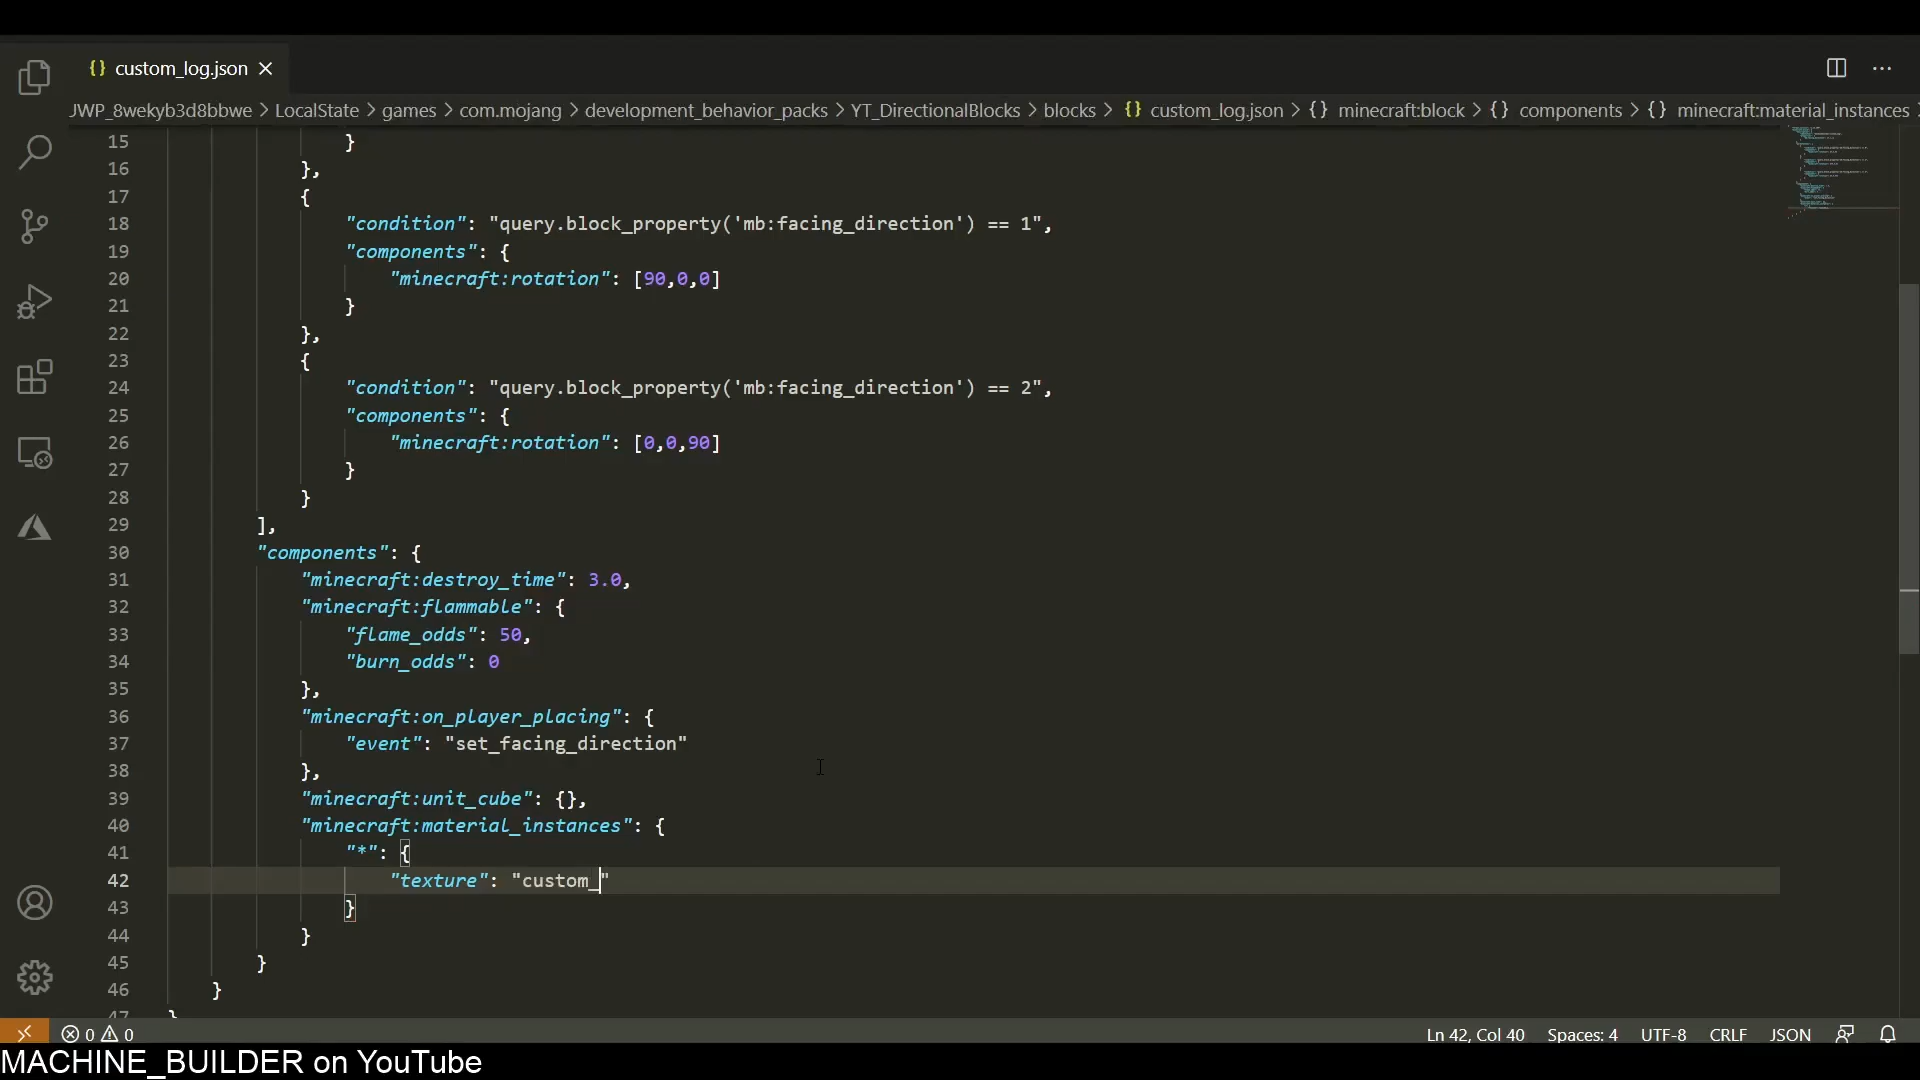 {} custom_log.json ×
JWP_8wekyb3d8bbwe > LocalState > games > com.mojang > development_behavior_packs > YT_DirectionalBlocks > blocks > {} custom_log.json > {} minecraft:block > {} components > {} minecraft:material_instances >
15 }
16 },
17 {
18 "condition": "query.block_property('mb:facing_direction') == 1",
19 "components": {
20 "minecraft:rotation": [90,0,0]
21 }
22 },
23 {
24 "condition": "query.block_property('mb:facing_direction') == 2",
25 "components": {
26 "minecraft:rotation": [0,0,90]
27 }
28 }
29 ],
30 "components": {
31 "minecraft:destroy_time": 3.0,
32 "minecraft:flammable": {
33 "flame_odds": 50,
34 "burn_odds": 0
35 },
36 "minecraft:on_player_placing": {
37 "event": "set_facing_direction"
38 },
39 "minecraft:unit_cube": {},
40 "minecraft:material_instances": {
41 "*": {
42 "texture": "custom_"
43 }
44 }
45 }
46 }
47 }
0 0 Ln 42, Col 40 Spaces: 4 UTF-8 CRLF JSON
MACHINE_BUILDER on YouTube